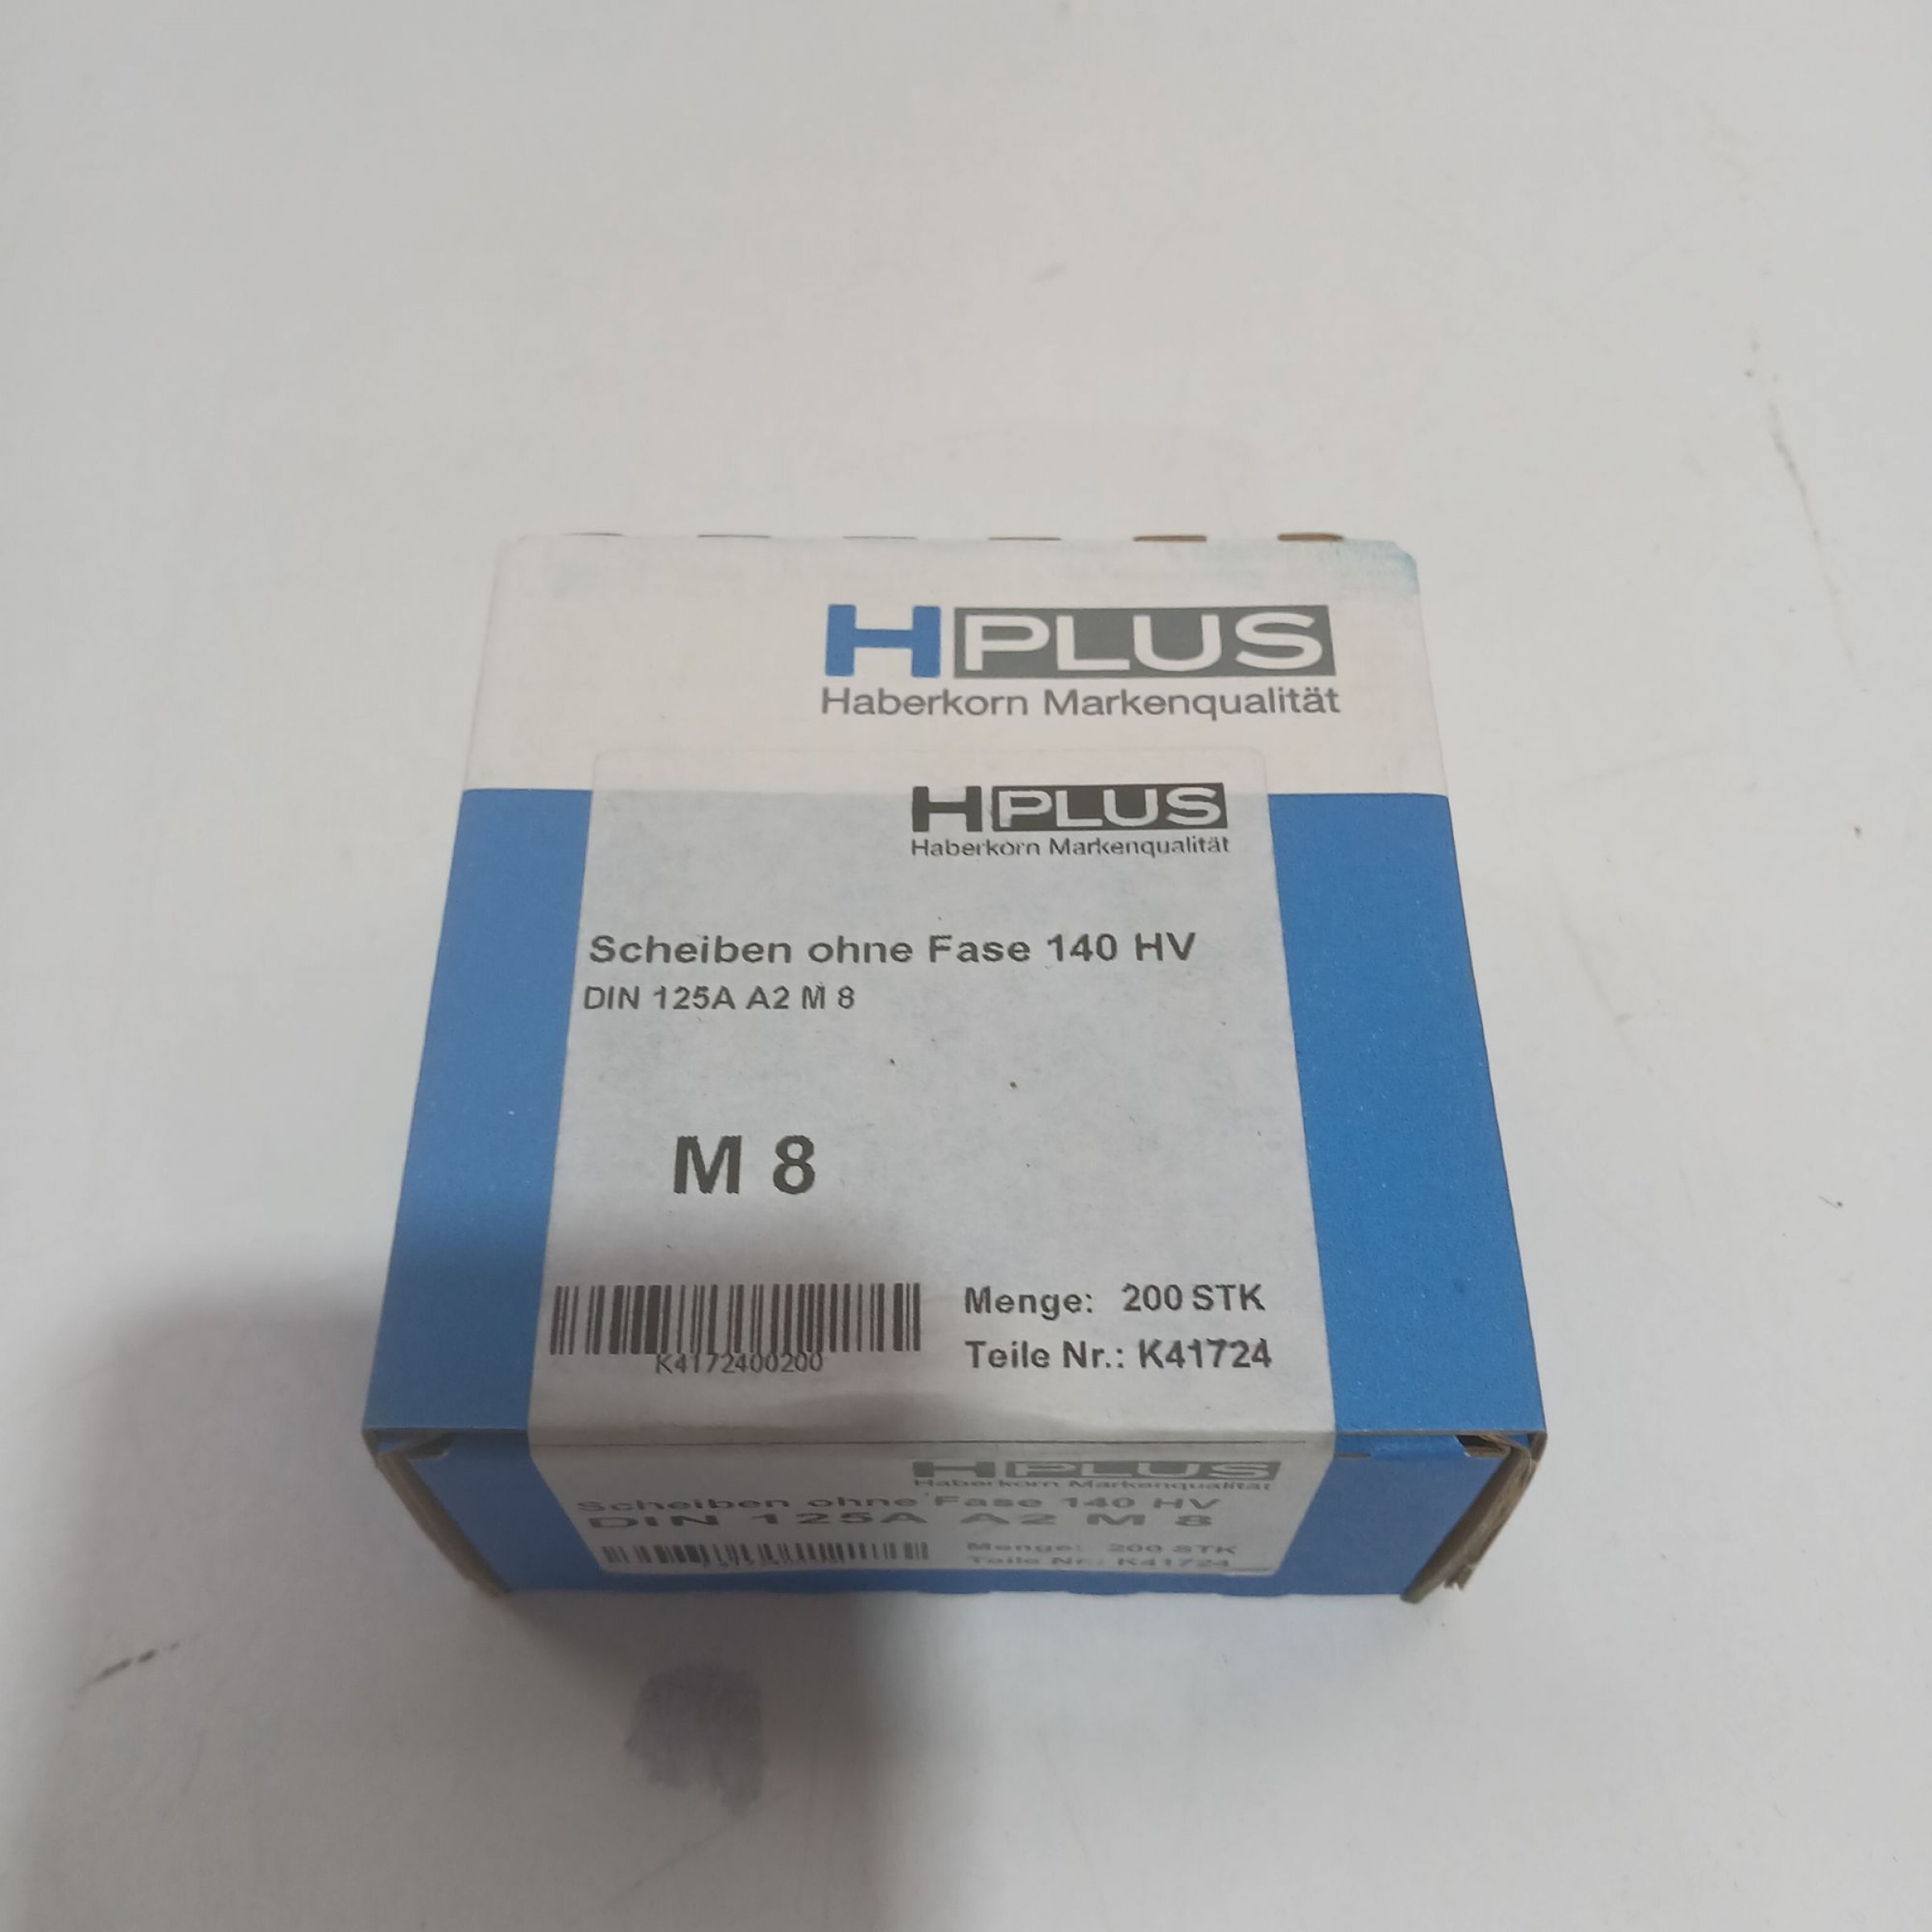 HPLUS
Haberkorn Markenqualität
HPLUS
Haberkorn Markenqualität
Scheiben ohne Fase 140 HV
DIN 125A A2 M 8
M 8
K4172400200
Menge: 200 STK
Teile Nr.: K41724
HPLUS
Haberkorn Markenqualität
Scheiben ohne Fase 140 HV
DIN 125A A2 M 8
Menge: 200 STK
Teile Nr.: K41724